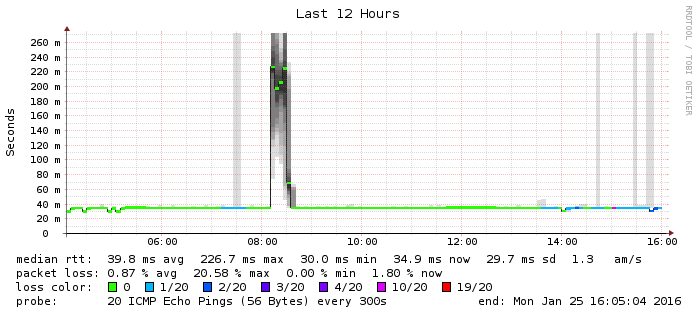 Last 12 Hours
RRDTOOL / TOBI OETIKER
Seconds
260 m
240 m
220 m
200 m
180 m
160 m
140 m
120 m
100 m
80 m
60 m
40 m
20 m
0
06:00 08:00 10:00 12:00 14:00 16:00
median rtt: 39.8 ms avg 226.7 ms max 30.0 ms min 34.9 ms now 29.7 ms sd 1.3 am/s
packet loss: 0.87 % avg 20.58 % max 0.00 % min 1.80 % now
loss color: 0 1/20 2/20 3/20 4/20 10/20 19/20
probe: 20 ICMP Echo Pings (56 Bytes) every 300s end: Mon Jan 25 16:05:04 2016